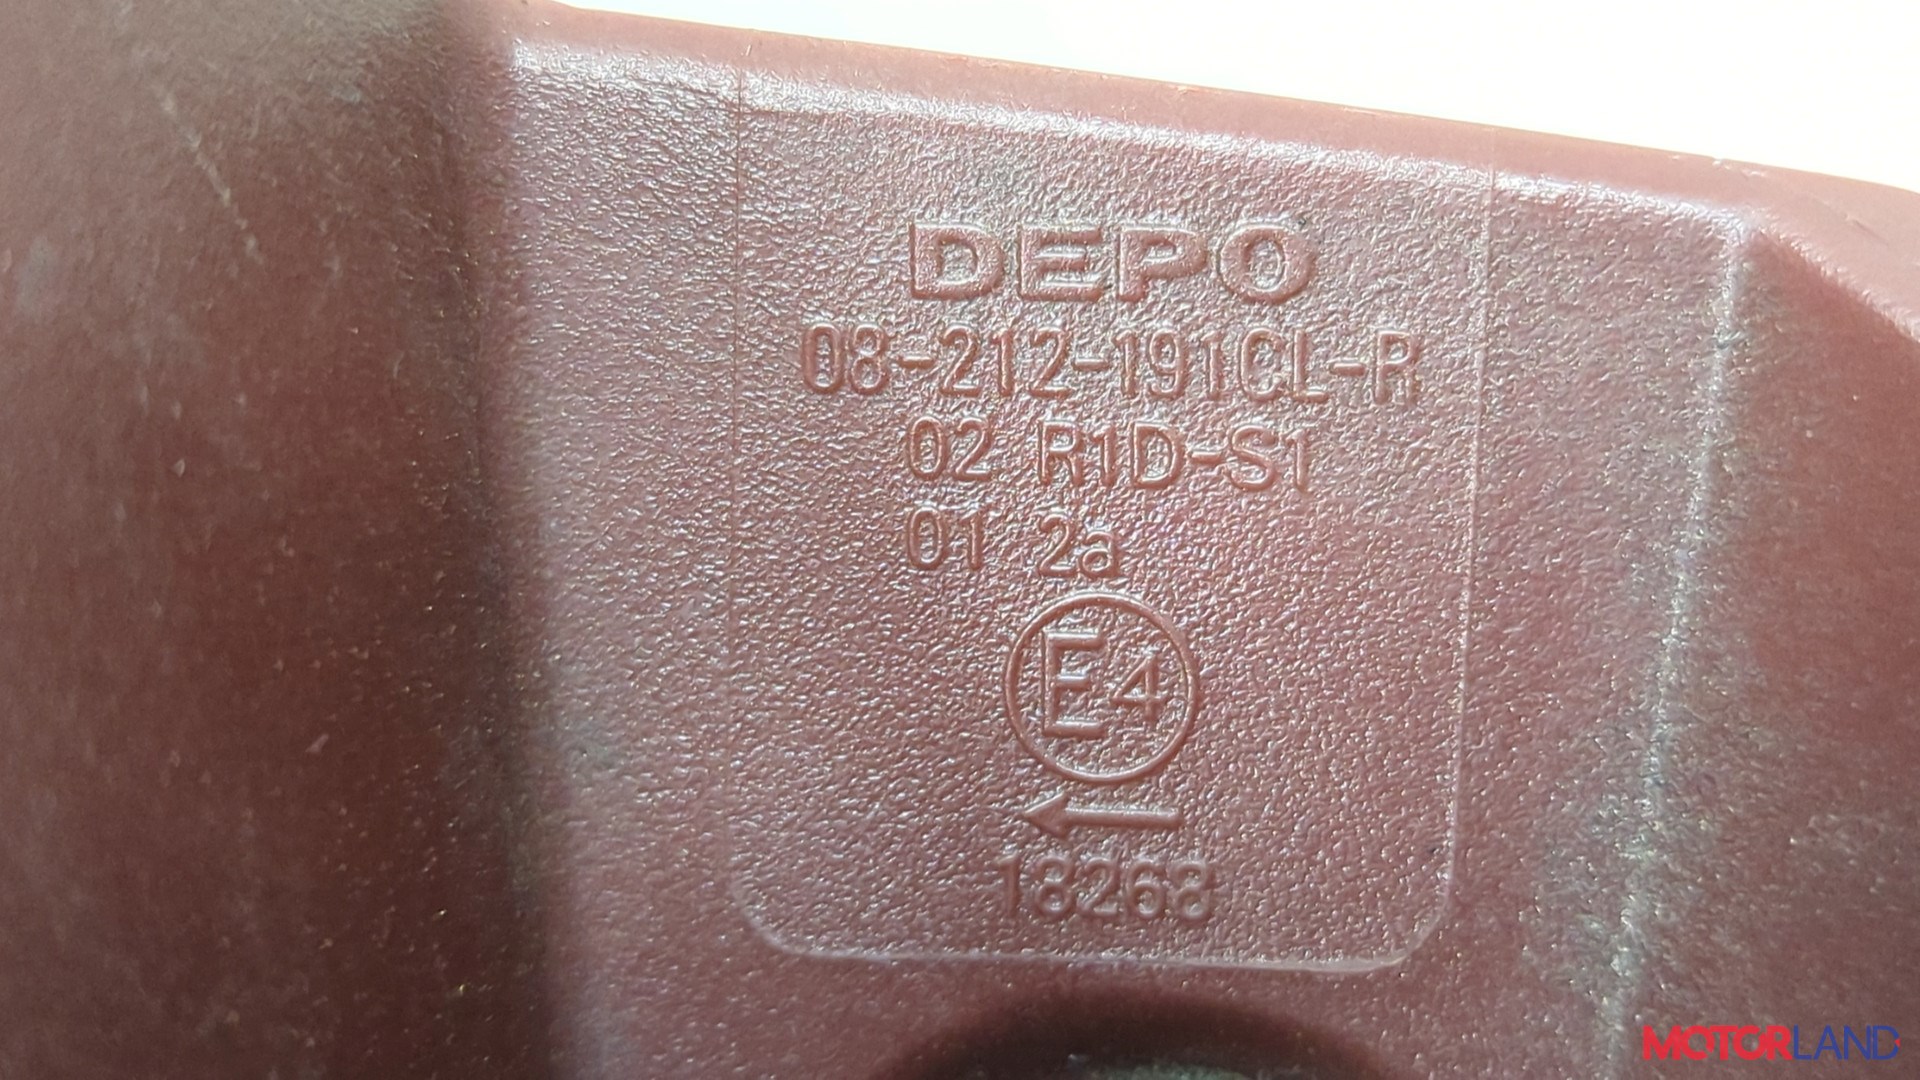 DEPO
08-212-191CL-R
02 R1D-S1
01 2a
E4
18268
MOTORLAND